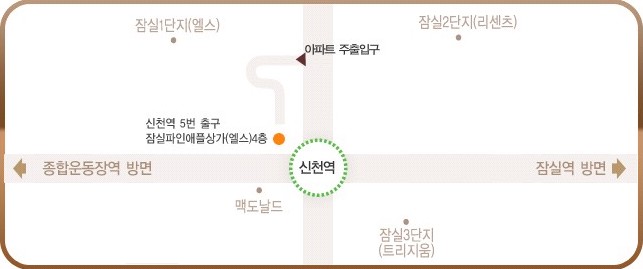 잠실1단지(엘스)
잠실2단지(리센츠)
아파트 주출입구
신천역 5번 출구
잠실파인애플상가(엘스)4층
종합운동장역 방면
신천역
잠실역 방면
맥도날드
잠실3단지
(트리지움)